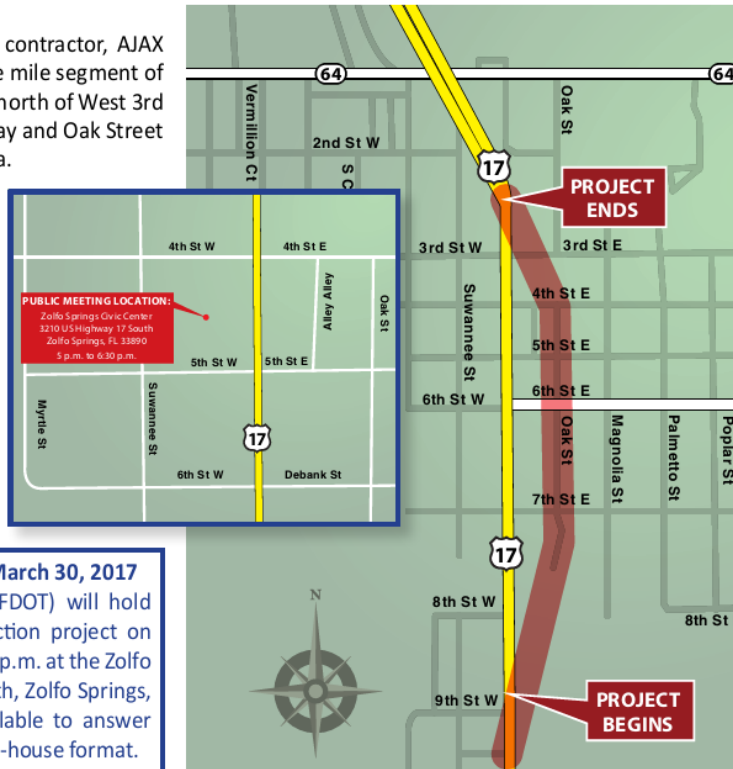 contractor, AJAX
mile segment of
north of West 3rd
and Oak Street
64
64
Vermillion Ct
Oak St
2nd St W
17
PROJECT
ENDS
3rd St W
3rd St E
Suwannee St
4th St E
5th St E
6th St E
6th St W
Oak St
Magnolia St
Palmetto St
Poplar St
7th St E
17
8th St W
8th St
9th St W
PROJECT
BEGINS
N
4th St W
4th St E
Alley Alley
Oak St
PUBLIC MEETING LOCATION:
Zolfo Springs Civic Center
3210 US Highway 17 South
Zolfo Springs, FL 33890
5 p.m. to 6:30 p.m.
5th St W
5th St E
Myrtle St
Suwannee St
17
6th St W
Debank St
March 30, 2017
FDOT) will hold
project on
p.m. at the Zolfo
Zolfo Springs,
to answer
-house format.